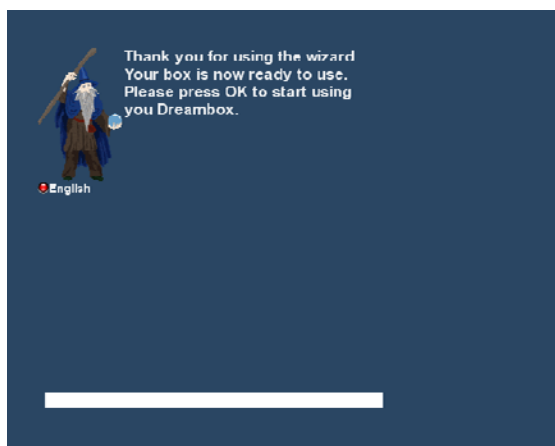 Thank you for using the wizard
Your box is now ready to use.
Please press OK to start using
you Dreambox.
English